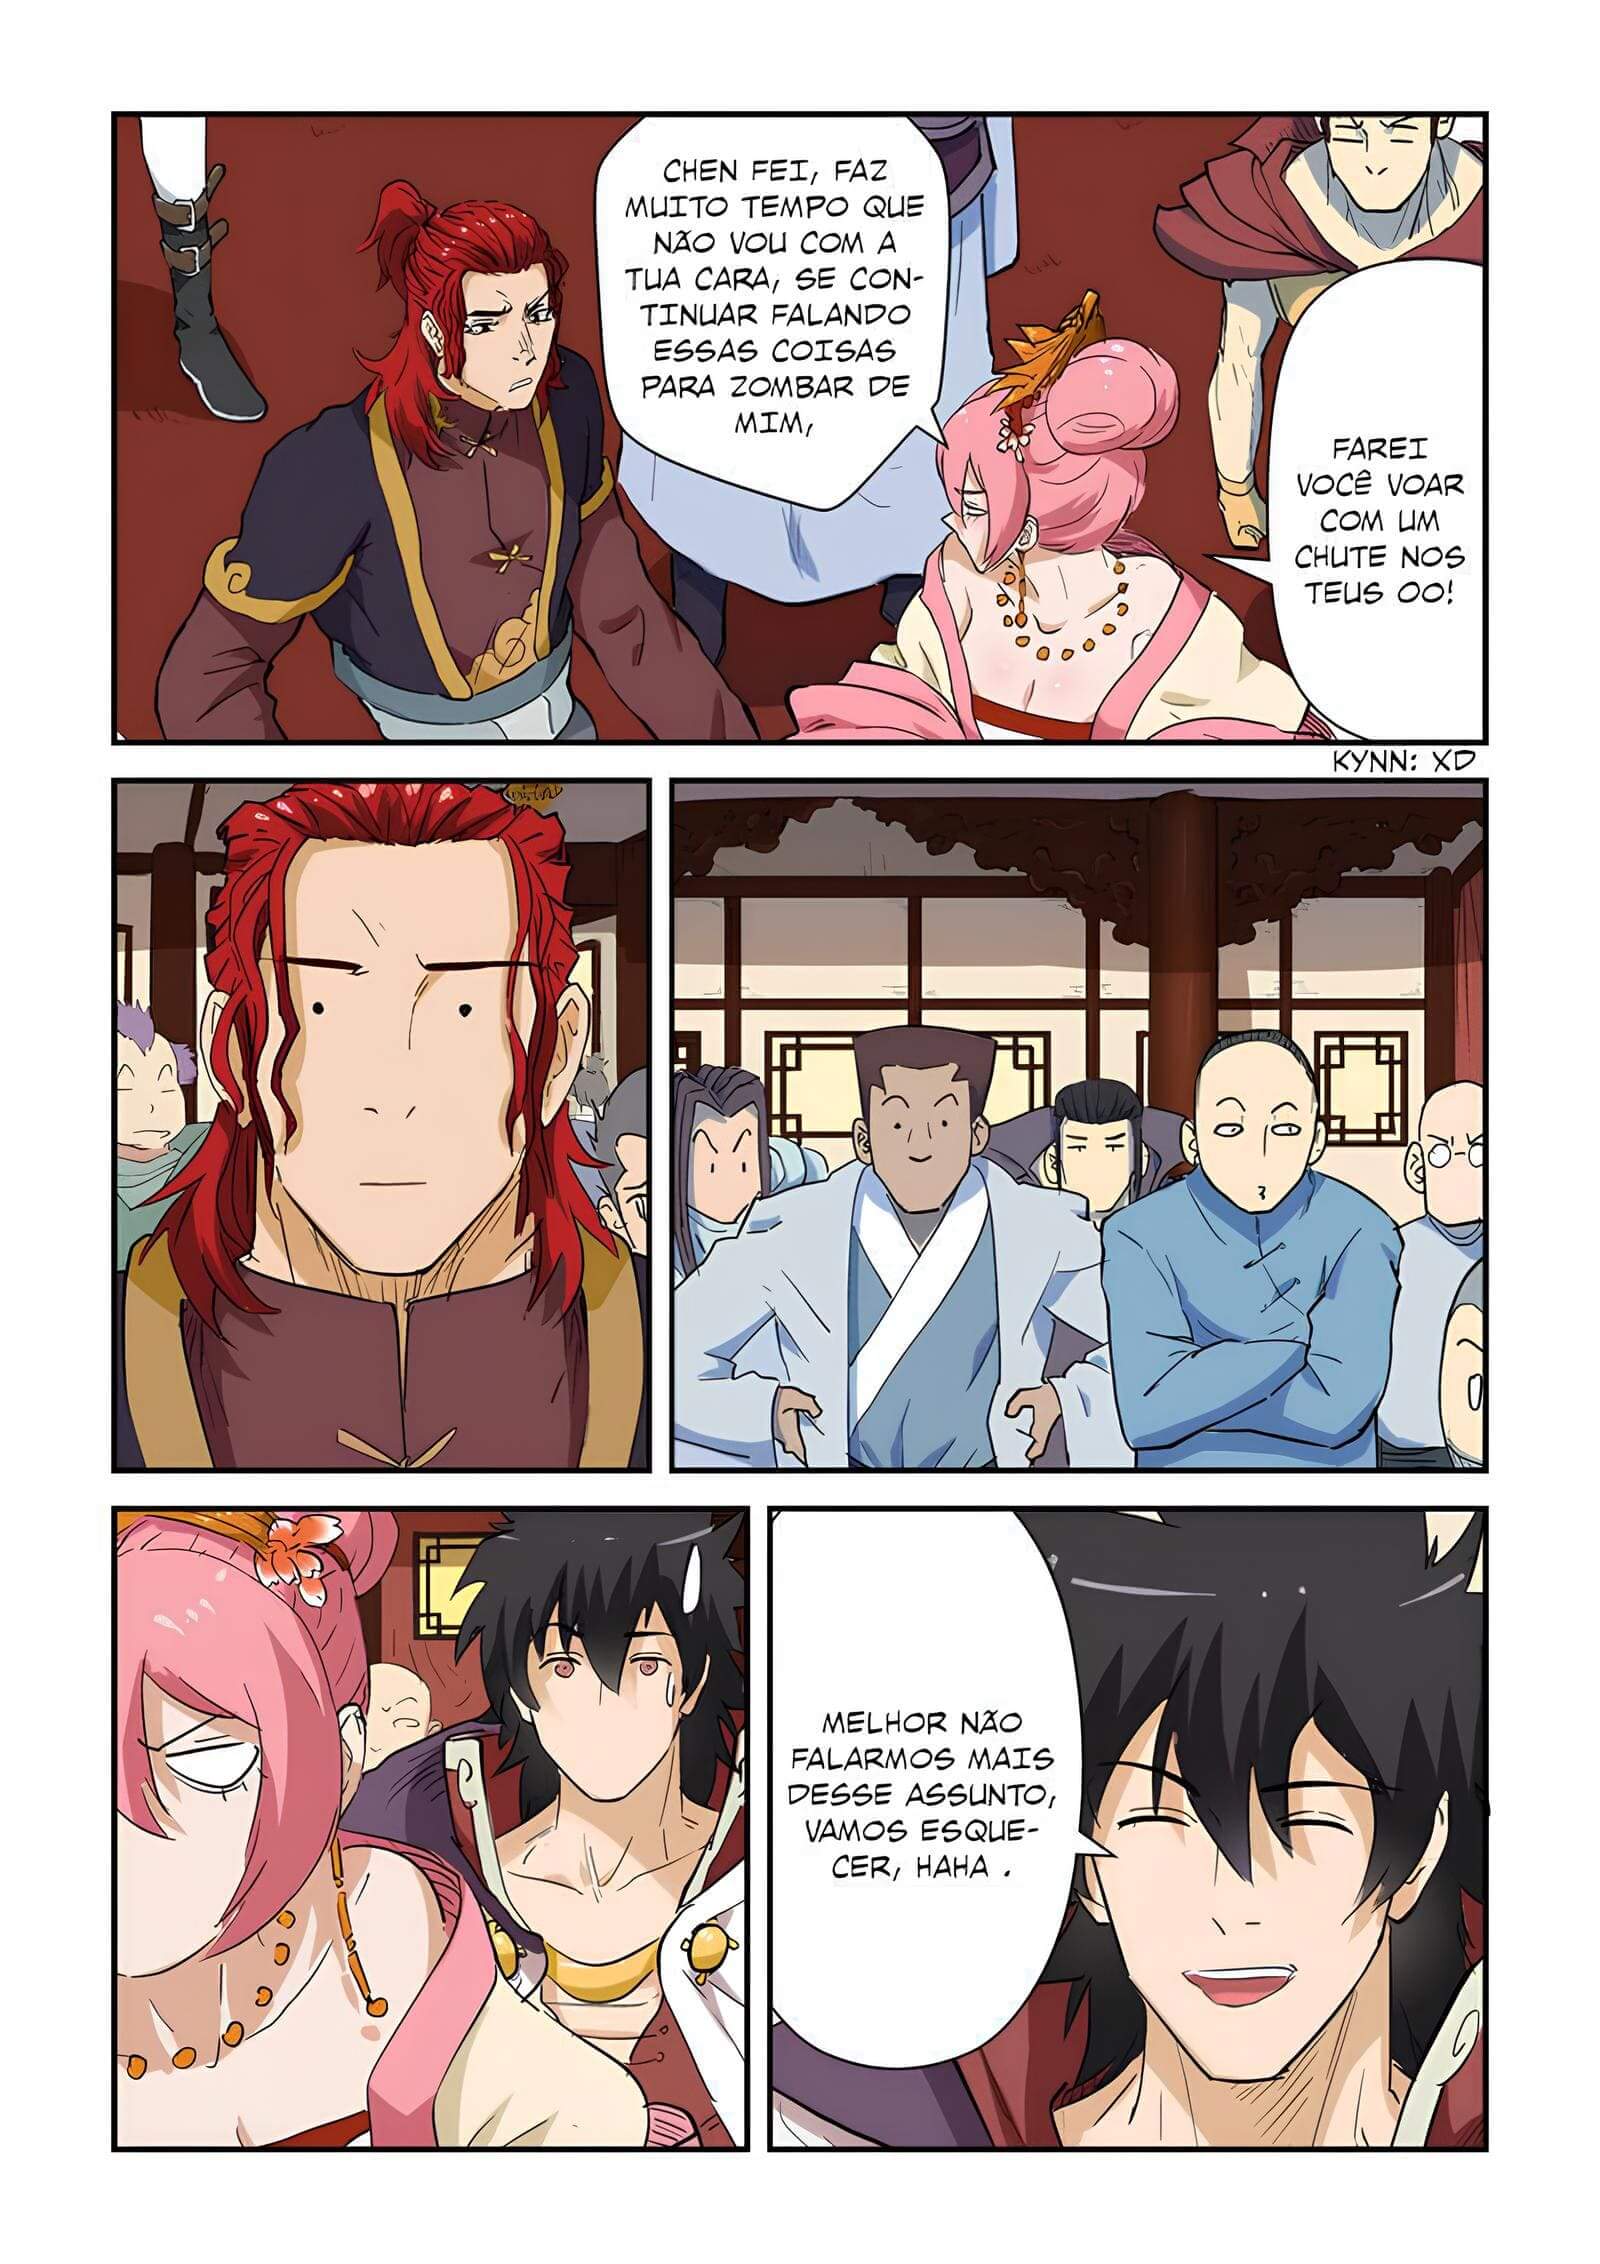 CHEN FEI, FAZ
MUITO TEMPO QUE
NÃO VOU COM A
TUA CARA, SE CON-
TINUAR FALANDO
ESSAS COISAS
PARA ZOMBAR DE
MIM,
FAREI
VOCÊ VOAR
COM UM
CHUTE NOS
TEUS OO!
KYNN: XD
MELHOR NÃO
FALARMOS MAIS
DESSE ASSUNTO,
VAMOS ESQUE-
CER, HAHA .